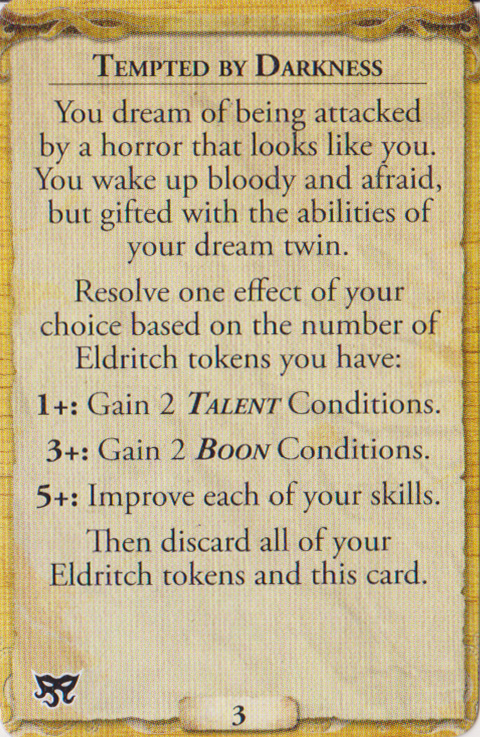 TEMPTED BY DARKNESS
You dream of being attacked
by a horror that looks like you.
You wake up bloody and afraid,
but gifted with the abilities of
your dream twin.
Resolve one effect of your
choice based on the number of
Eldritch tokens you have:
1+: Gain 2 TALENT Conditions.
3+: Gain 2 BOON Conditions.
5+: Improve each of your skills.
Then discard all of your
Eldritch tokens and this card.
3